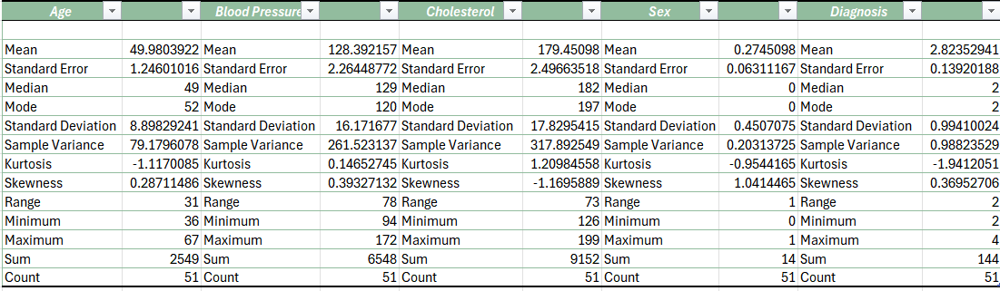 Age Blood Pressure Cholesterol Sex Diagnosis
Mean 49.9803922 Mean 128.392157 Mean 179.45098 Mean 0.2745098 Mean 2.82352941
Standard Error 1.24601016 Standard Error 2.26448772 Standard Error 2.49663518 Standard Error 0.06311167 Standard Error 0.13920188
Median 49 Median 129 Median 182 Median 0 Median 2
Mode 52 Mode 120 Mode 197 Mode 0 Mode 2
Standard Deviation 8.89829241 Standard Deviation 16.171677 Standard Deviation 17.8295415 Standard Deviation 0.4507075 Standard Deviation 0.99410024
Sample Variance 79.1796078 Sample Variance 261.523137 Sample Variance 317.892549 Sample Variance 0.20313725 Sample Variance 0.98823529
Kurtosis -1.1170085 Kurtosis 0.14652745 Kurtosis 1.20984558 Kurtosis -0.9544165 Kurtosis -1.9412051
Skewness 0.28711486 Skewness 0.39327132 Skewness -1.1695889 Skewness 1.0414465 Skewness 0.36952706
Range 31 Range 78 Range 73 Range 1 Range 2
Minimum 36 Minimum 94 Minimum 126 Minimum 0 Minimum 2
Maximum 67 Maximum 172 Maximum 199 Maximum 1 Maximum 4
Sum 2549 Sum 6548 Sum 9152 Sum 14 Sum 144
Count 51 Count 51 Count 51 Count 51 Count 51